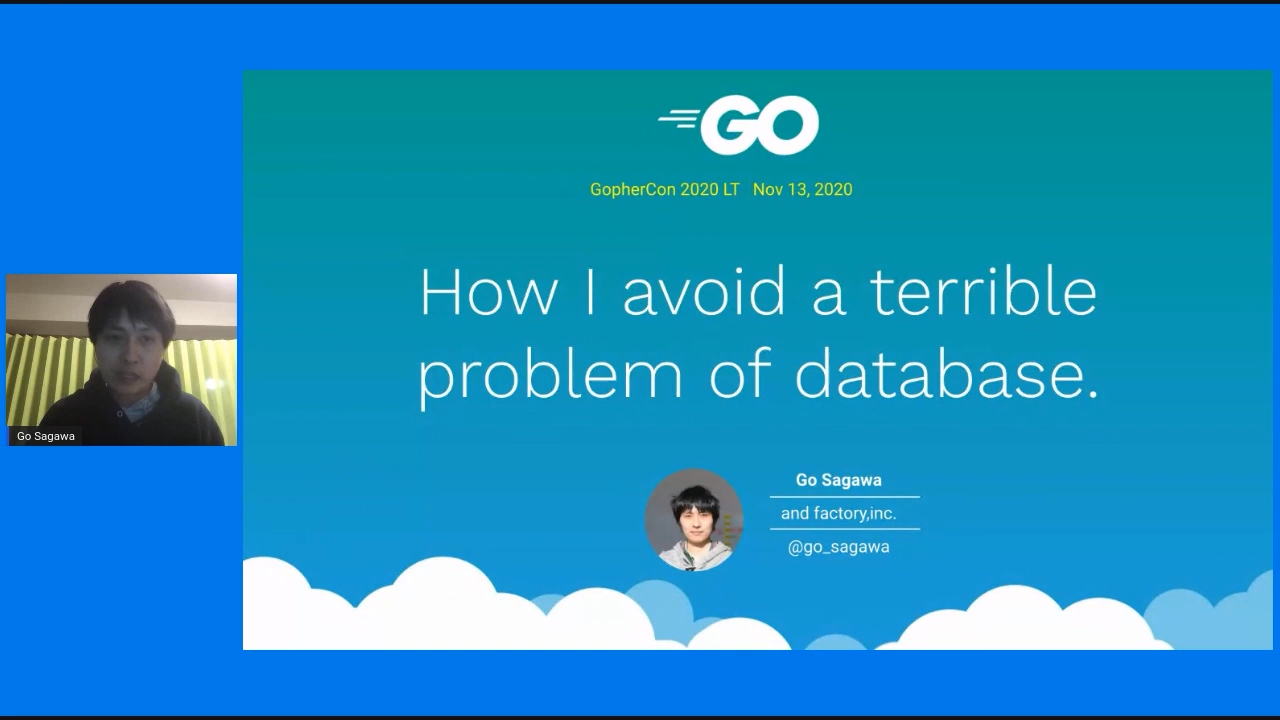 GO
GopherCon 2020 LT Nov 13, 2020
How I avoid a terrible
problem of database.
Go Sagawa
and factory,inc.
@go_sagawa
Go Sagawa